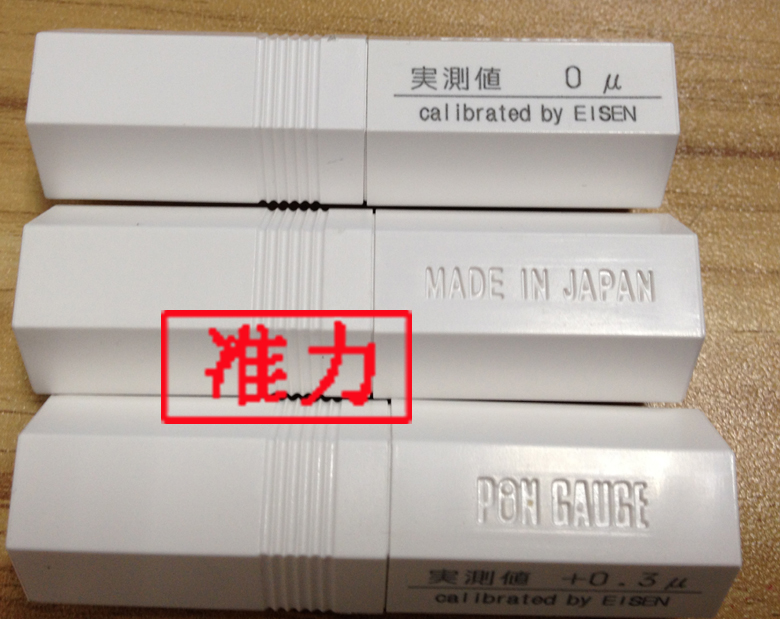 実測値 0 μ
calibrated by EISEN
MADE IN JAPAN
准力
PiN GAUGE
実測値 +0.3μ
calibrated by EISEN